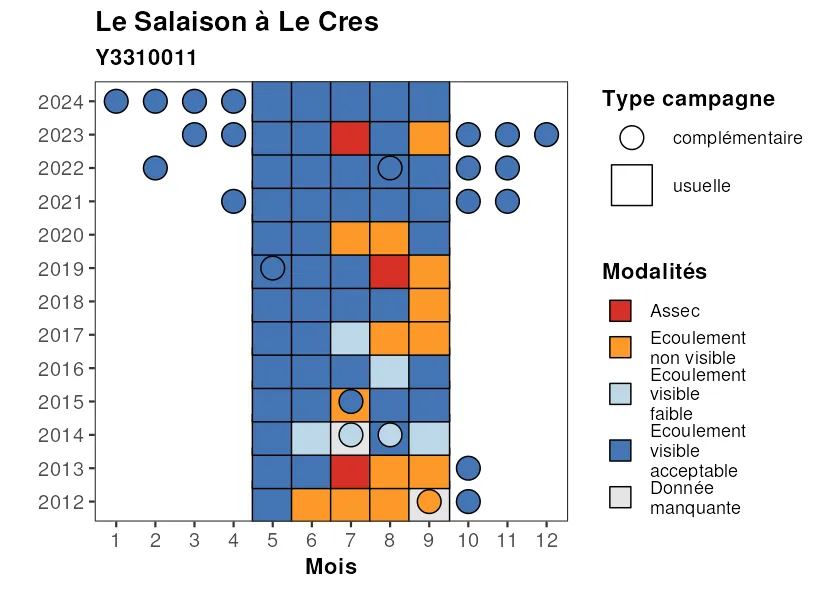 Le Salaison à Le Cres
Y3310011
2024
2023
2022
2021
2020
2019
2018
2017
2016
2015
2014
2013
2012
1 2 3 4 5 6 7 8 9 10 11 12
Mois
Type campagne
complémentaire
usuelle
Modalités
Assec
Ecoulement
non visible
Ecoulement
visible
faible
Ecoulement
visible
acceptable
Donnée
manquante